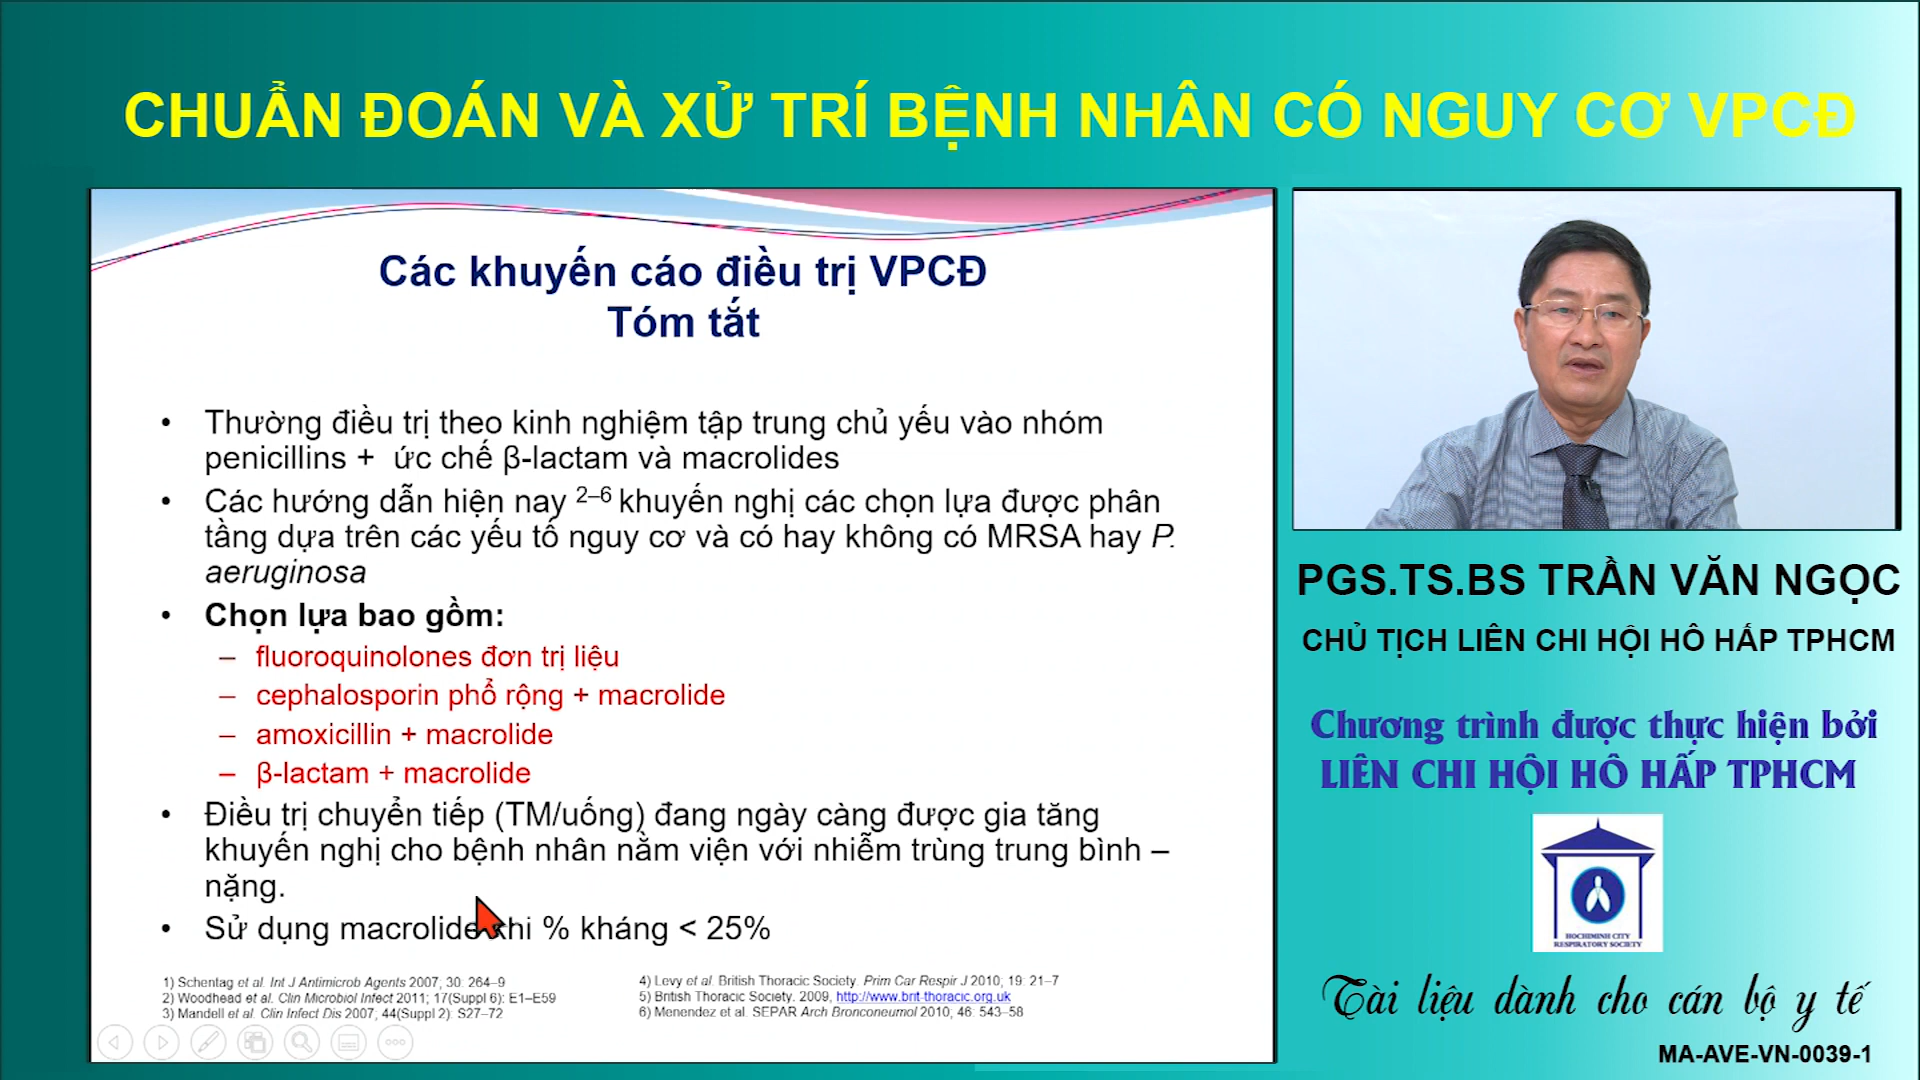 CHUẨN ĐOÁN VÀ XỬ TRÍ BỆNH NHÂN CÓ NGUY CƠ VPCĐ
Các khuyến cáo điều trị VPCĐ
Tóm tắt
• Thường điều trị theo kinh nghiệm tập trung chủ yếu vào nhóm
penicillins + ức chế β-lactam và macrolides
• Các hướng dẫn hiện nay 2–6 khuyến nghị các chọn lựa được phân
tầng dựa trên các yếu tố nguy cơ và có hay không có MRSA hay P.
aeruginosa
• Chọn lựa bao gồm:
– fluoroquinolones đơn trị liệu
– cephalosporin phổ rộng + macrolide
– amoxicillin + macrolide
– β-lactam + macrolide
• Điều trị chuyển tiếp (TM/uống) đang ngày càng được gia tăng
khuyến nghị cho bệnh nhân nằm viện với nhiễm trùng trung bình –
nặng.
• Sử dụng macrolide khi % kháng < 25%
1) Schentag et al. Int J Antimicrob Agents 2007; 30: 264–9
2) Woodhead et al. Clin Microbiol Infect 2011; 17(Suppl 6): E1–E59
3) Mandell et al. Clin Infect Dis 2007; 44(Suppl 2): S27–72
4) Levy et al. British Thoracic Society. Prim Car Respir J 2010; 19: 21–7
5) British Thoracic Society. 2009, http://www.brit-thoracic.org.uk
6) Menendez et al. SEPAR Arch Bronconeumol 2010; 46: 543–58
PGS.TS.BS TRẦN VĂN NGỌC
CHỦ TỊCH LIÊN CHI HỘI HÔ HẤP TPHCM
Chương trình được thực hiện bởi
LIÊN CHI HỘI HÔ HẤP TPHCM
HOCHIMINH CITY
RESPIRATORY SOCIETY
Tài liệu dành cho cán bộ y tế
MA-AVE-VN-0039-1